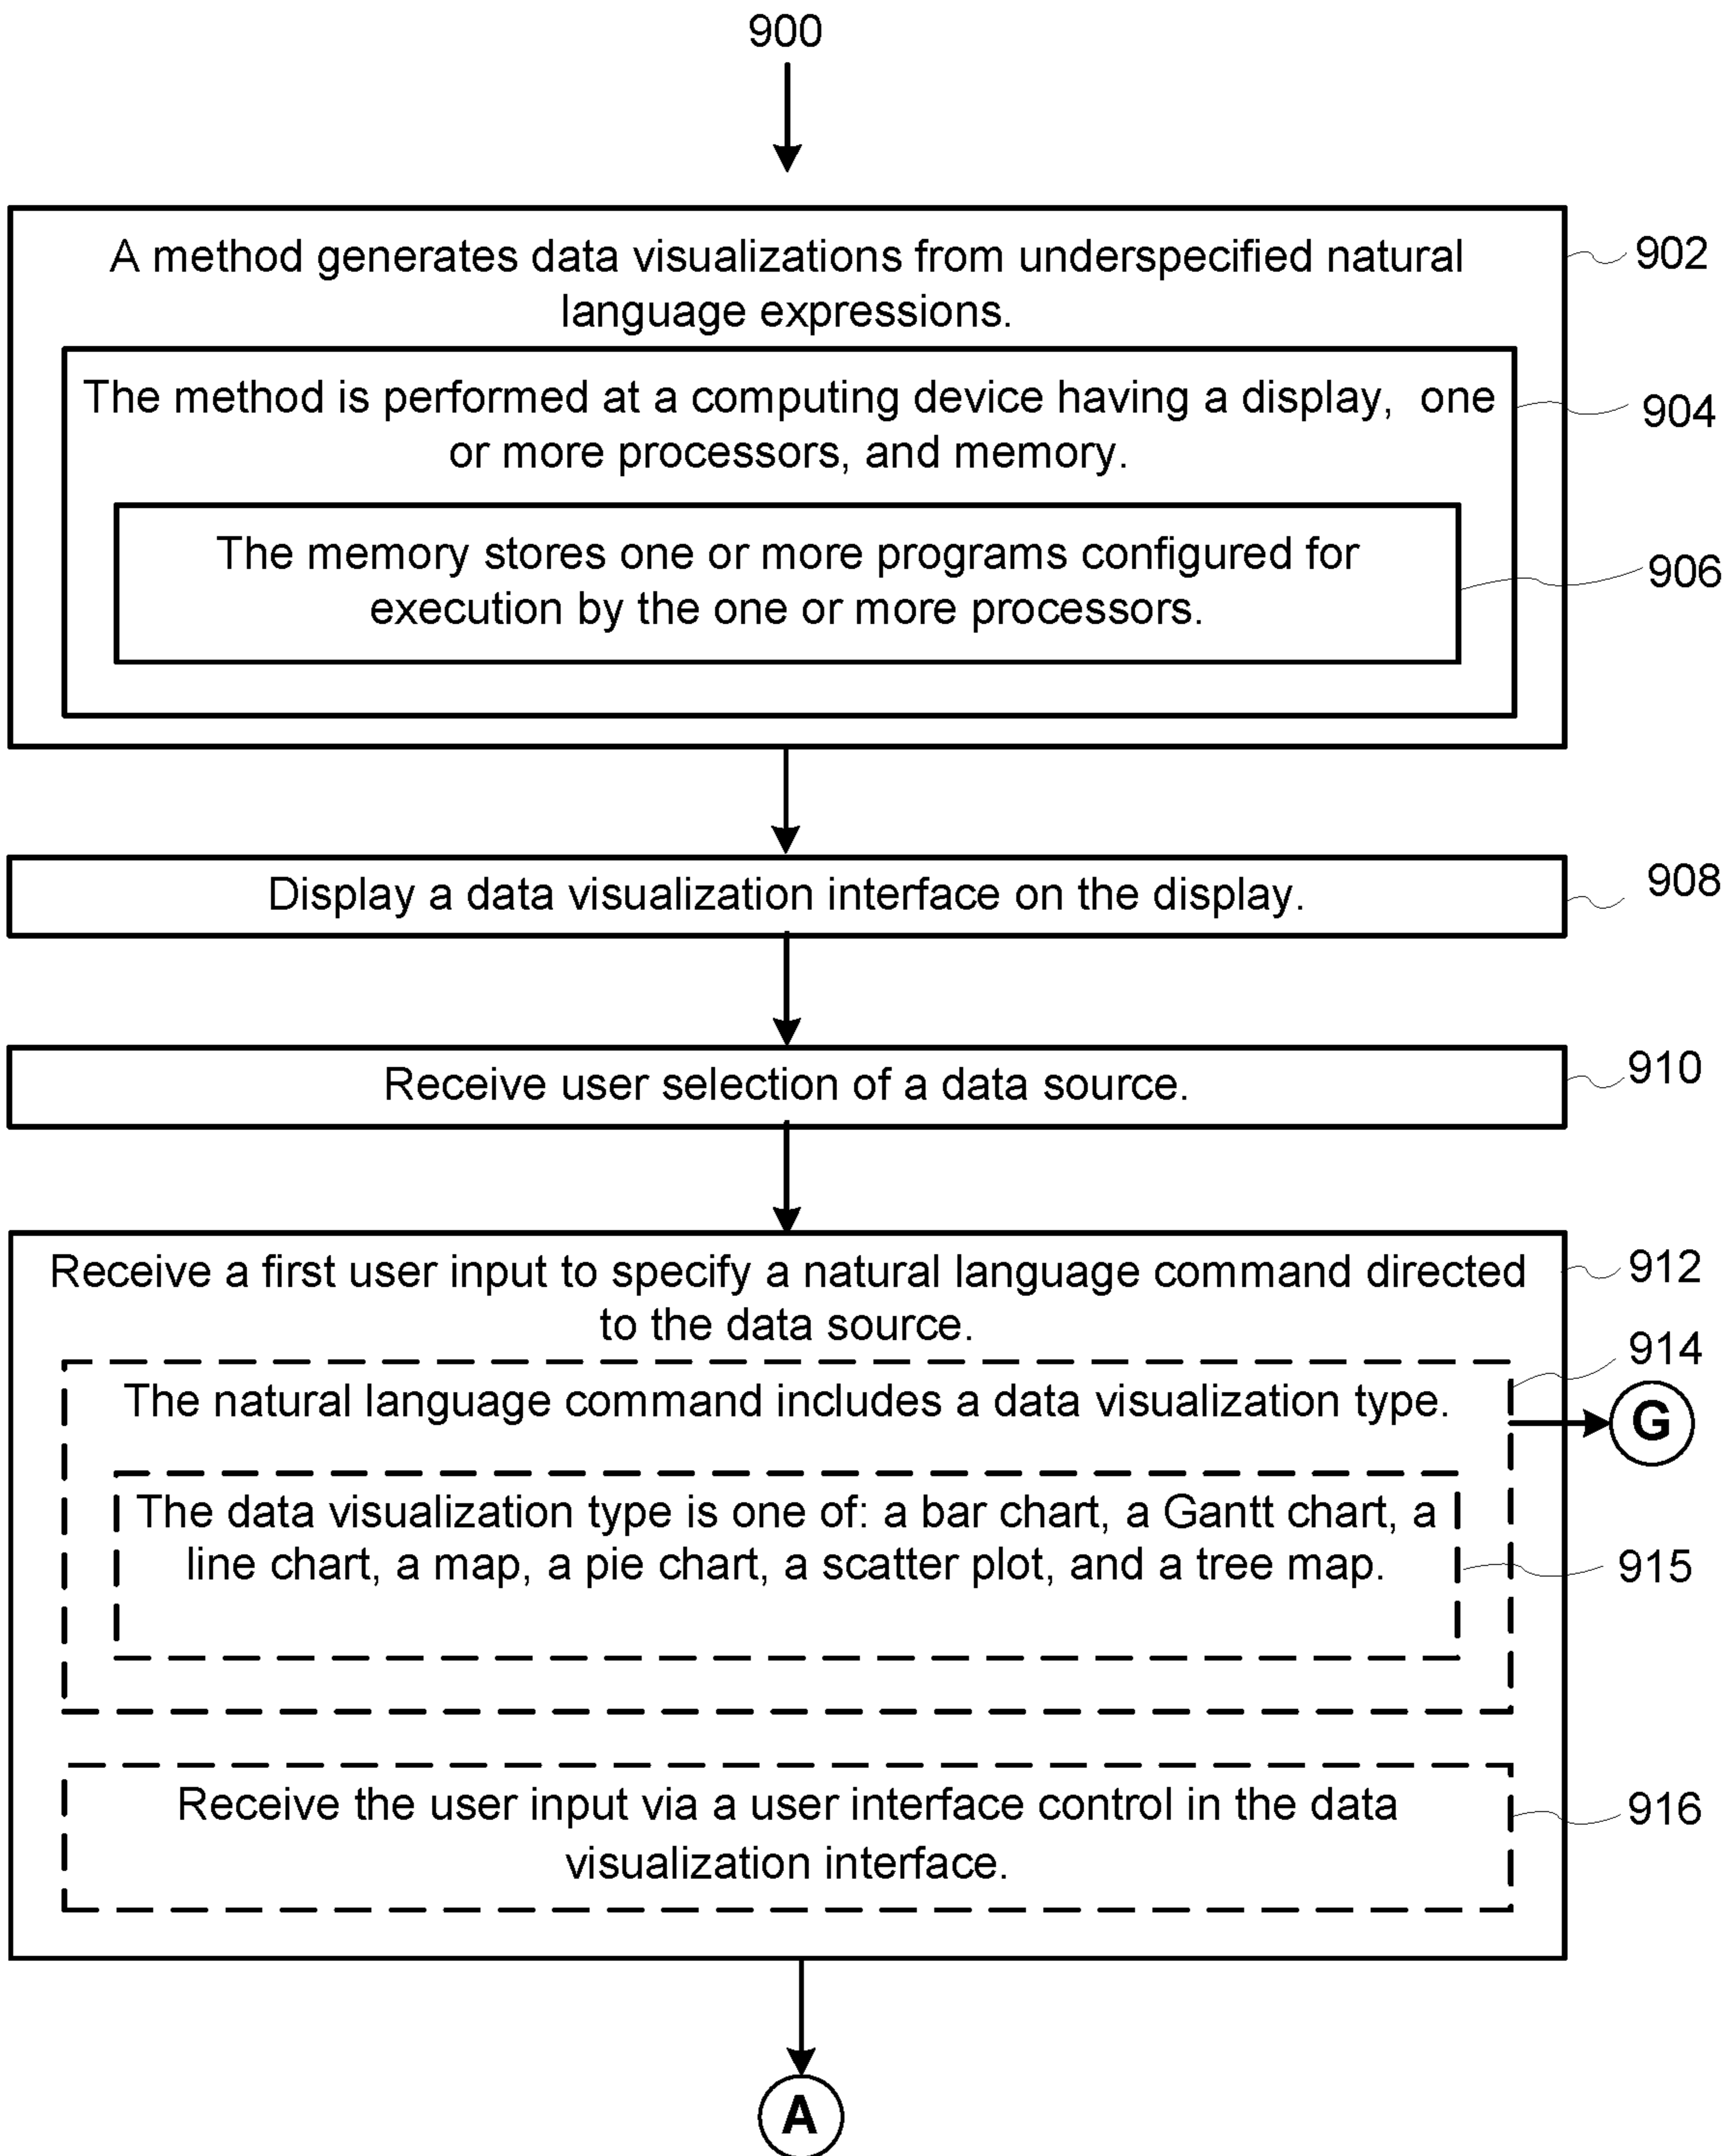 900
A method generates data visualizations from underspecified natural
language expressions.
902
The method is performed at a computing device having a display, one
or more processors, and memory.
904
The memory stores one or more programs configured for
execution by the one or more processors.
906
Display a data visualization interface on the display.
908
Receive user selection of a data source.
910
Receive a first user input to specify a natural language command directed
to the data source.
912
The natural language command includes a data visualization type.
914
G
The data visualization type is one of: a bar chart, a Gantt chart, a
line chart, a map, a pie chart, a scatter plot, and a tree map.
915
Receive the user input via a user interface control in the data
visualization interface.
916
A